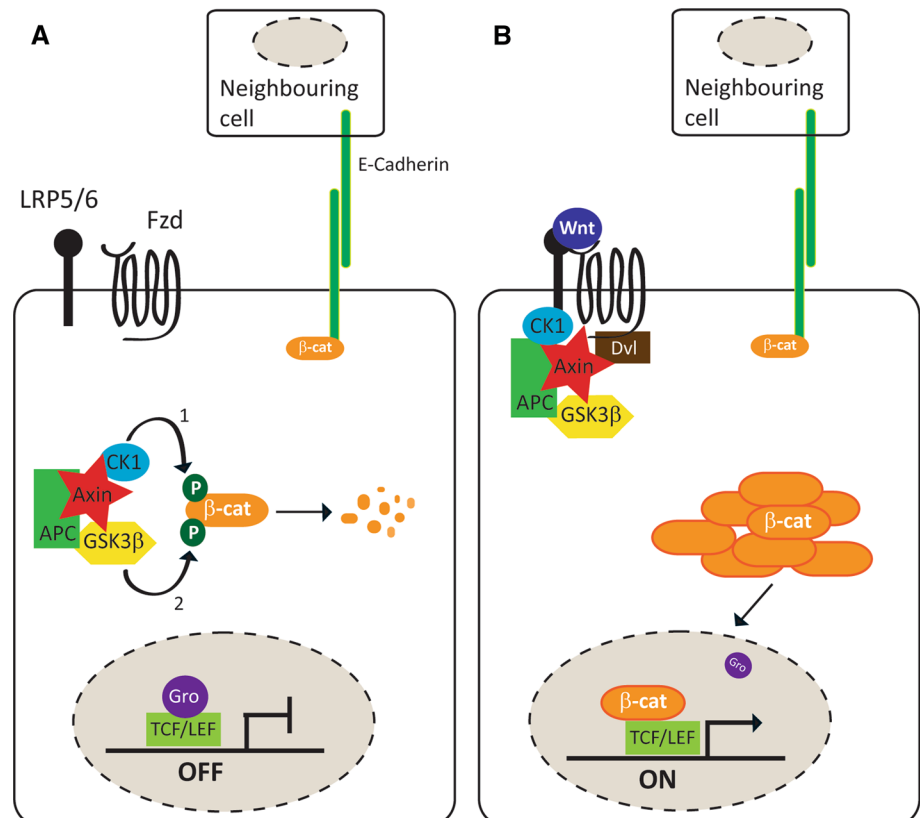 A
Neighbouring
cell
E-Cadherin
LRP5/6
Fzd
β-cat
1
CK1
P
Axin
β-cat
APC
P
GSK3β
2
Gro
TCF/LEF
OFF
B
Neighbouring
cell
Wnt
CK1
Dvl
β-cat
Axin
APC
GSK3β
β-cat
Gro
β-cat
TCF/LEF
ON